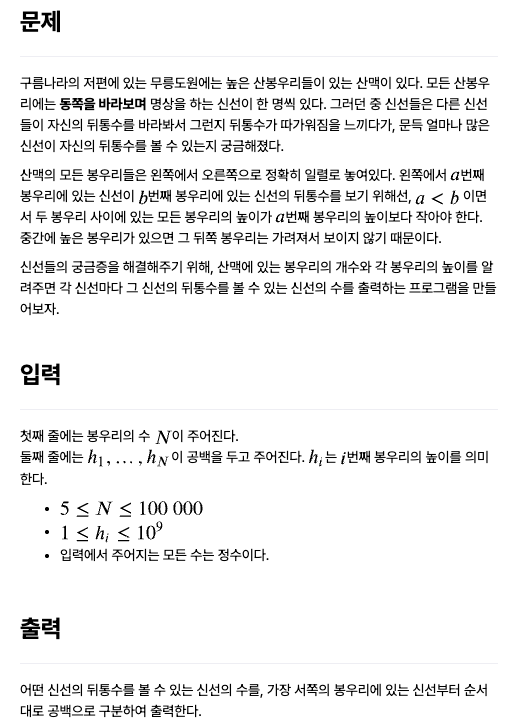 문제
구름나라의 저편에 있는 무릉도원에는 높은 산봉우리들이 있는 산맥이 있다. 모든 산봉우
리에는 동쪽을 바라보며 명상을 하는 신선이 한 명씩 있다. 그러던 중 신선들은 다른 신선
들이 자신의 뒤통수를 바라봐서 그런지 뒤통수가 따가워짐을 느끼다가, 문득 얼마나 많은
신선이 자신의 뒤통수를 볼 수 있는지 궁금해졌다.
산맥의 모든 봉우리들은 왼쪽에서 오른쪽으로 정확히 일렬로 놓여있다. 왼쪽에서 a번째
봉우리에 있는 신선이 b번째 봉우리에 있는 신선의 뒤통수를 보기 위해선, a < b 이면
서 두 봉우리 사이에 있는 모든 봉우리의 높이가 a번째 봉우리의 높이보다 작아야 한다.
중간에 높은 봉우리가 있으면 그 뒤쪽 봉우리는 가려져서 보이지 않기 때문이다.
신선들의 궁금증을 해결해주기 위해, 산맥에 있는 봉우리의 개수와 각 봉우리의 높이를 알
려주면 각 신선마다 그 신선의 뒤통수를 볼 수 있는 신선의 수를 출력하는 프로그램을 만들
어보자.
입력
첫째 줄에는 봉우리의 수 N이 주어진다.
둘째 줄에는 h₁, … , h_N 이 공백을 두고 주어진다. hᵢ는 i번째 봉우리의 높이를 의미
한다.
• 5 ≤ N ≤ 100 000
• 1 ≤ hᵢ ≤ 10⁹
• 입력에서 주어지는 모든 수는 정수이다.
출력
어떤 신선의 뒤통수를 볼 수 있는 신선의 수를, 가장 서쪽의 봉우리에 있는 신선부터 순서
대로 공백으로 구분하여 출력한다.